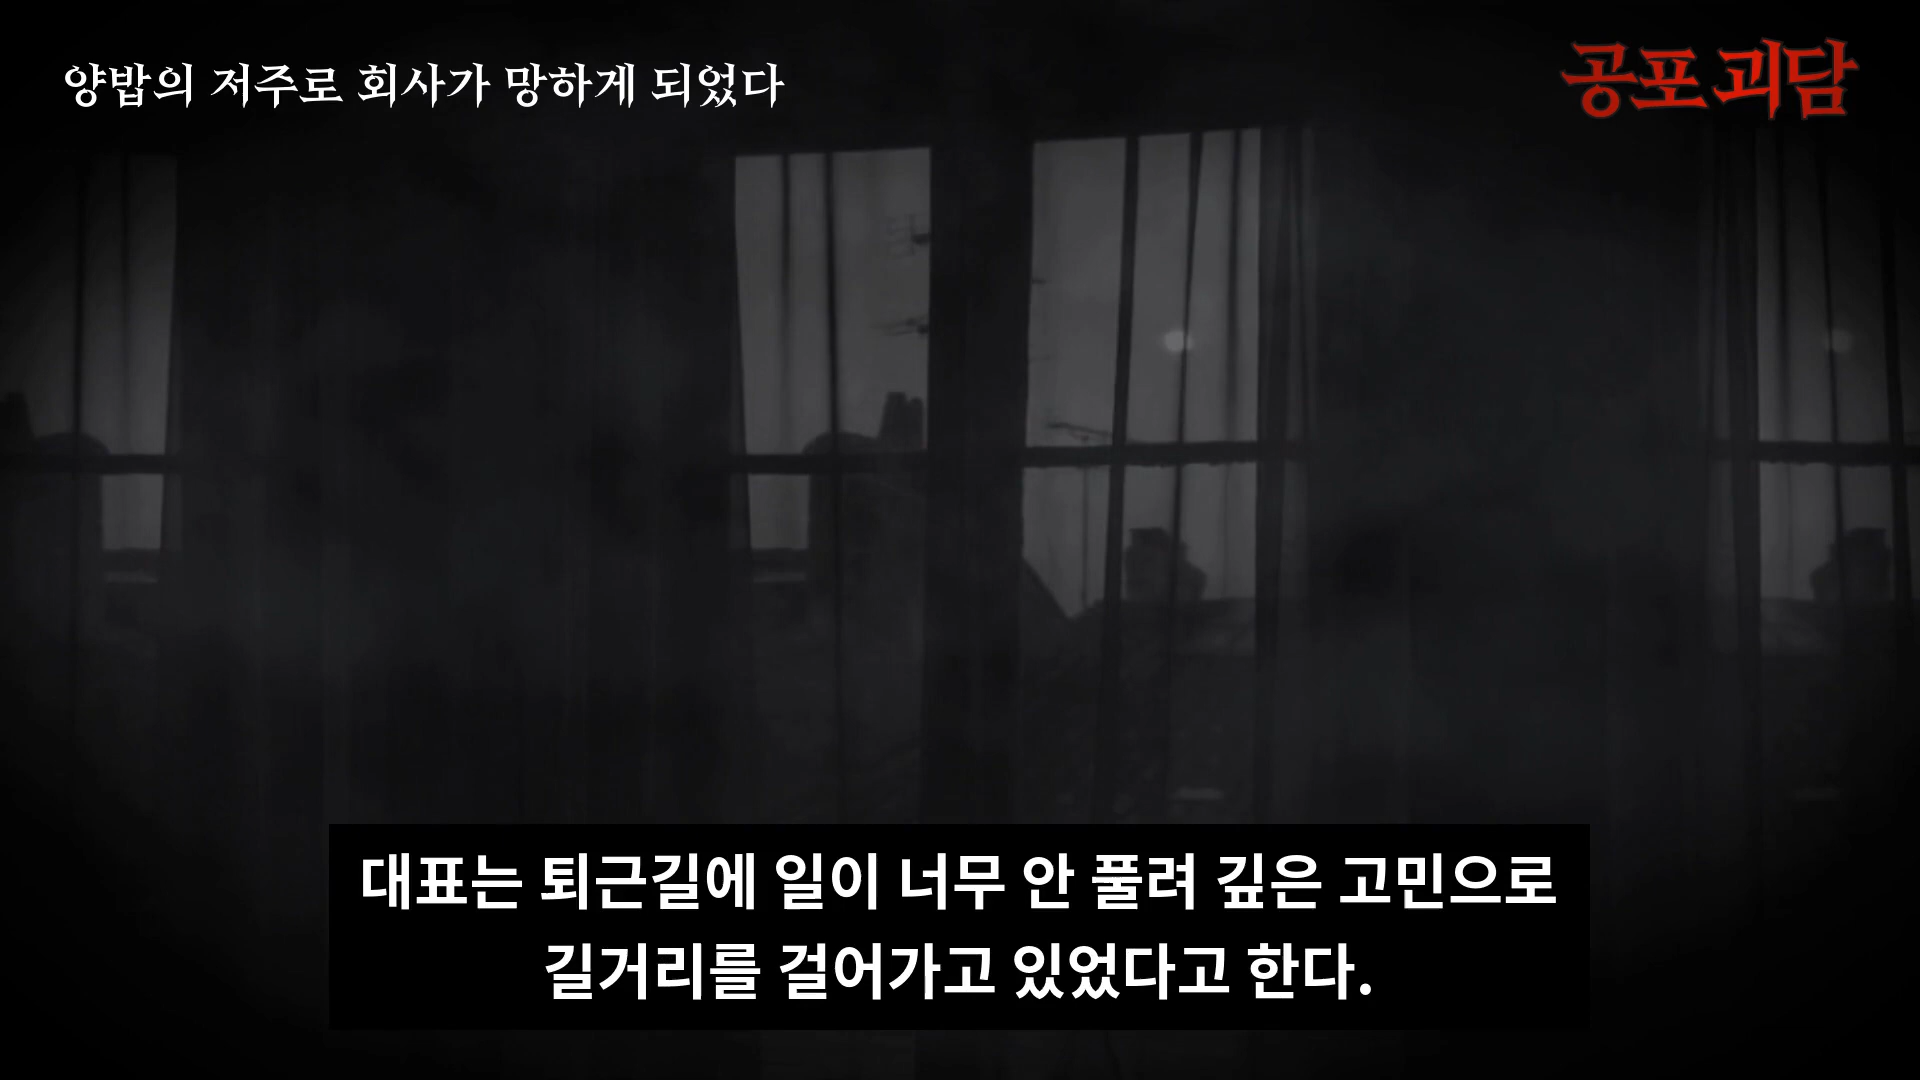 양밥의 저주로 회사가 망하게 되었다
공포 괴담
대표는 퇴근길에 일이 너무 안 풀려 깊은 고민으로
길거리를 걸어가고 있었다고 한다.